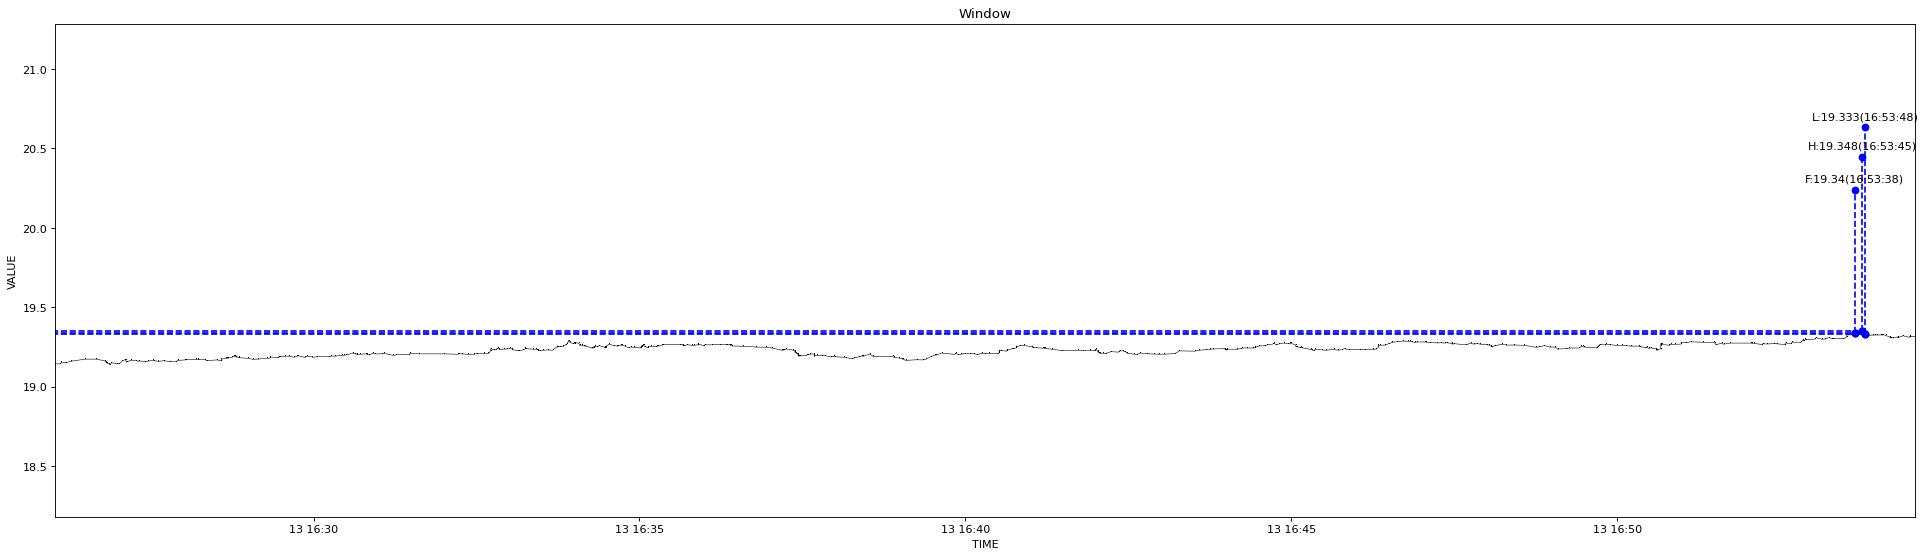 Window
21.0
20.5
20.0
19.5
19.0
18.5
VALUE
L:19.333(16:53:48)
H:19.348(16:53:45)
F:19.34(16:53:38)
13 16:30
13 16:35
13 16:40
13 16:45
13 16:50
TIME